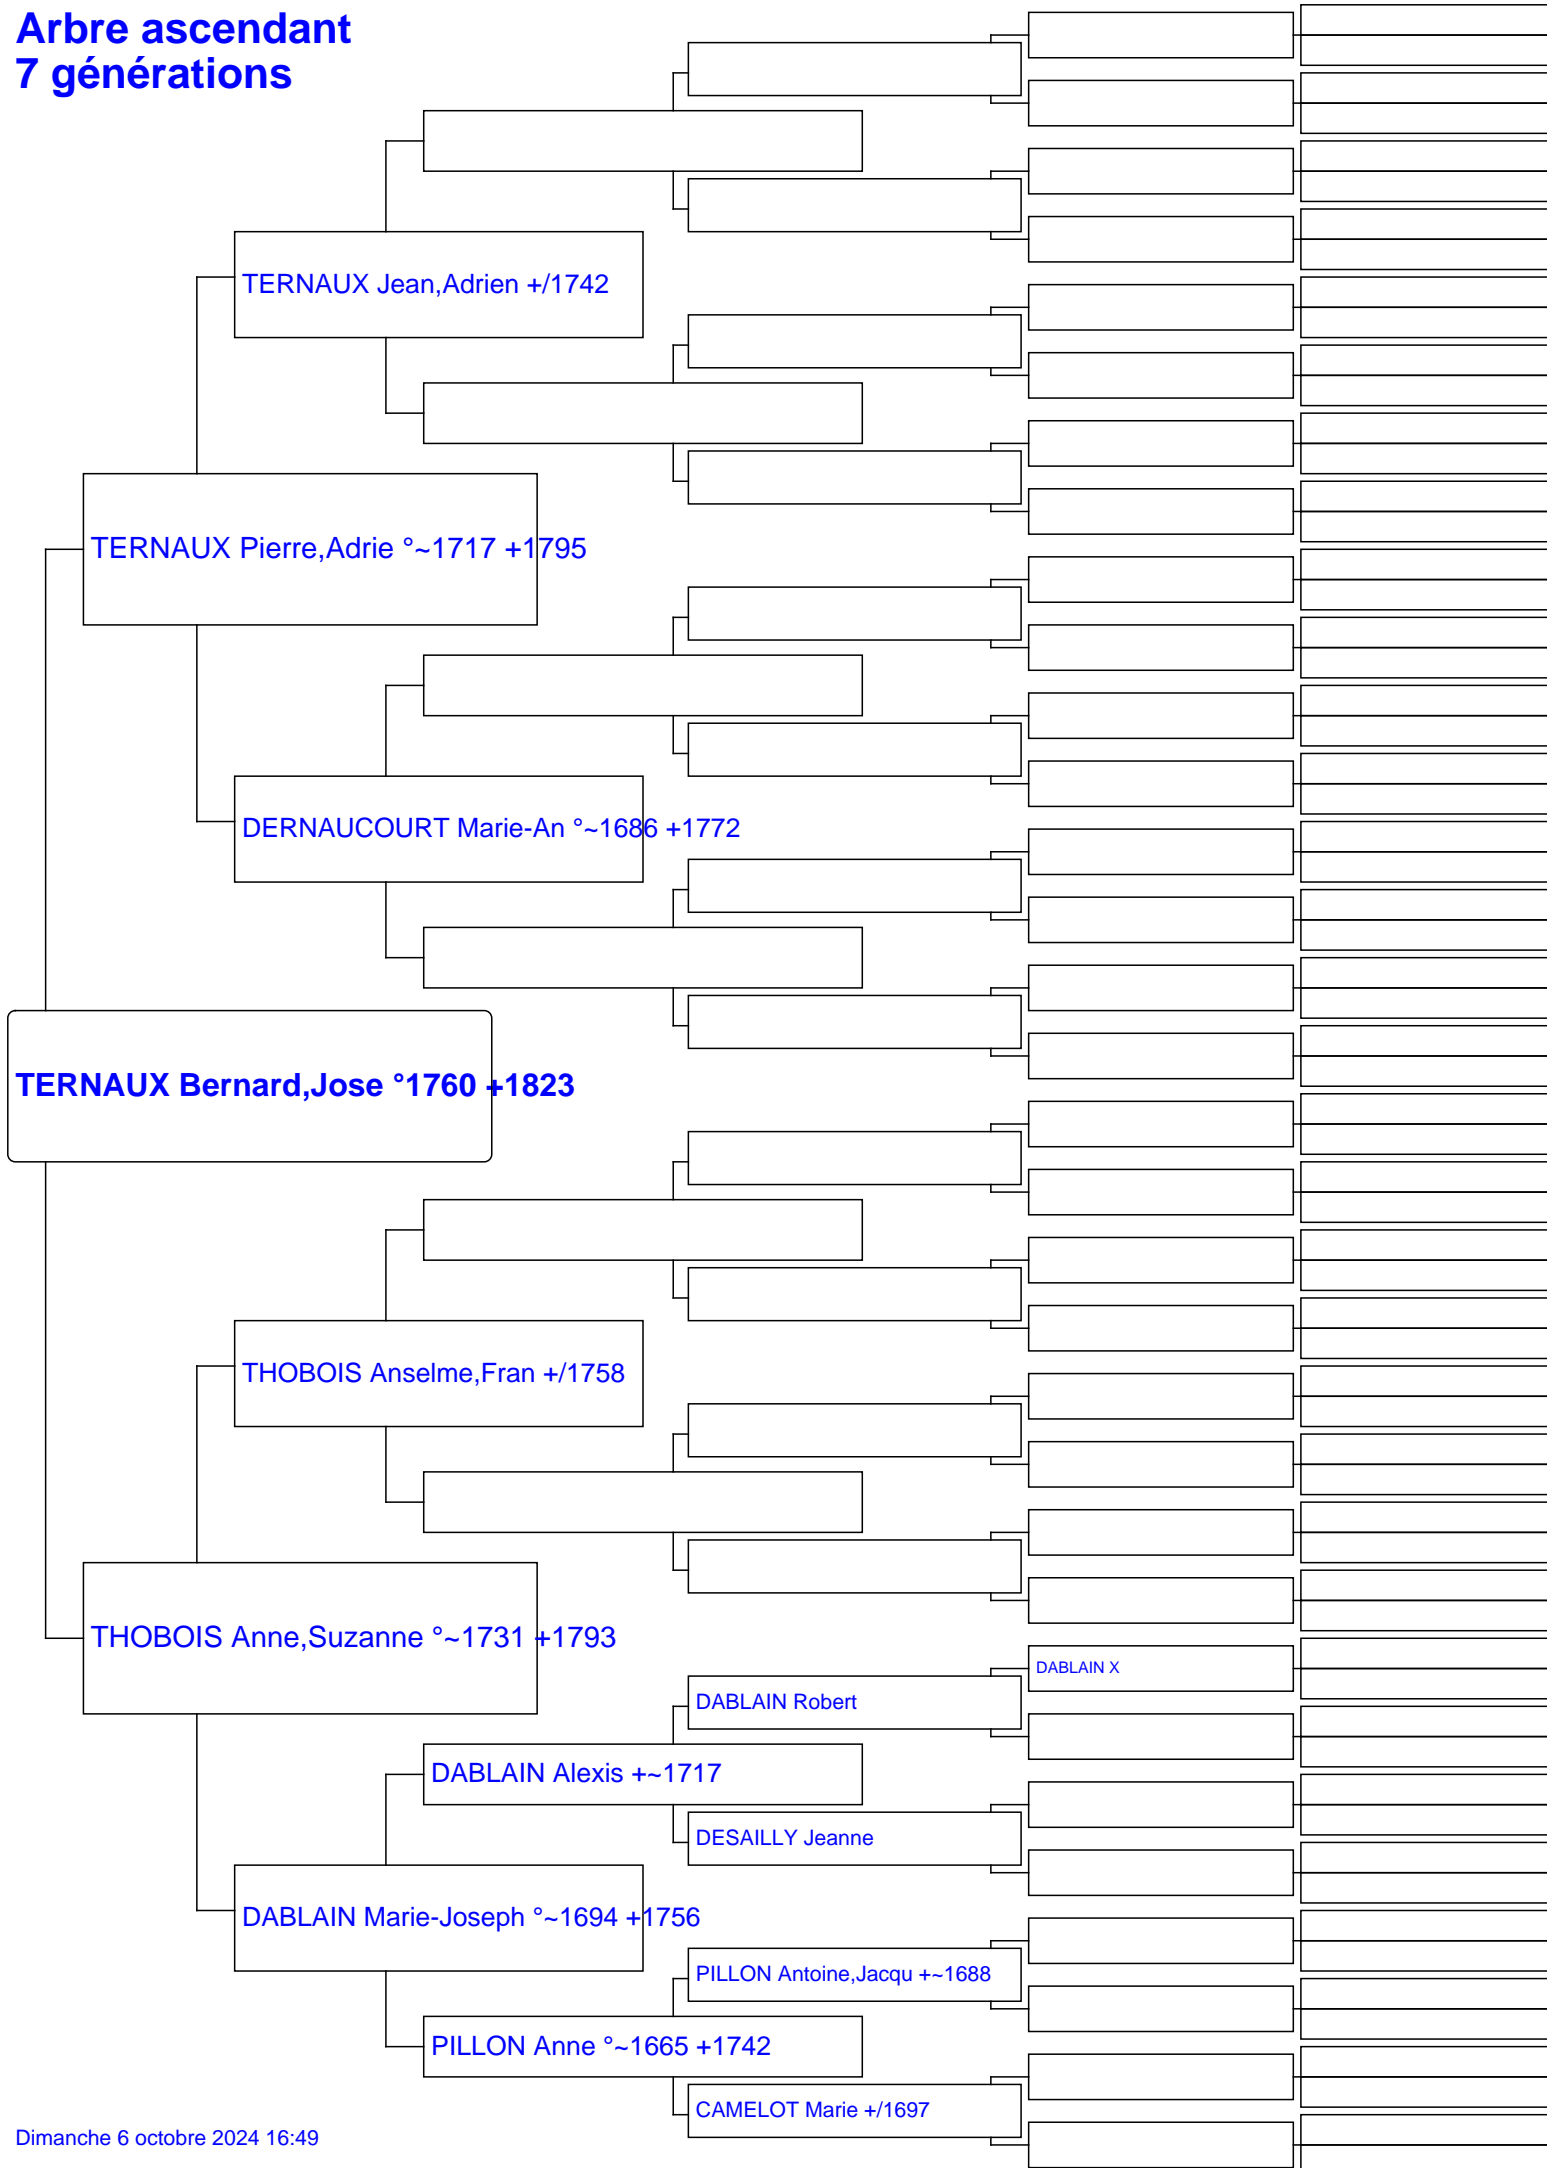 Arbre ascendant
7 générations
TERNAUX Jean,Adrien +/1742
TERNAUX Pierre,Adrie °~1717 +1795
DERNAUCOURT Marie-An °~1686 +1772
TERNAUX Bernard,Jose °1760 +1823
THOBOIS Anselme,Fran +/1758
THOBOIS Anne,Suzanne °~1731 +1793
DABLAIN X
DABLAIN Robert
DABLAIN Alexis +~1717
DESAILLY Jeanne
DABLAIN Marie-Joseph °~1694 +1756
PILLON Antoine,Jacqu +~1688
PILLON Anne °~1665 +1742
CAMELOT Marie +/1697
Dimanche 6 octobre 2024 16:49